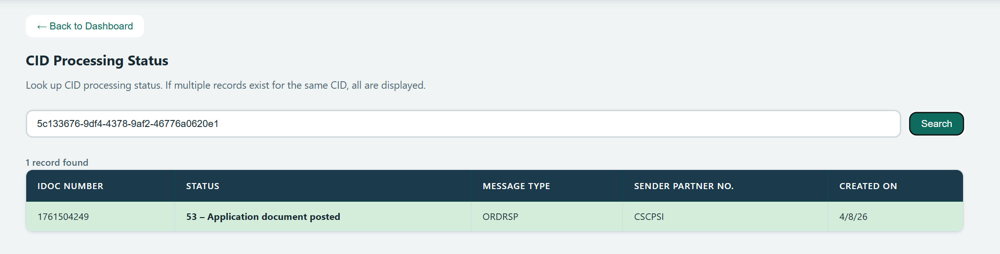 ← Back to Dashboard
CID Processing Status
Look up CID processing status. If multiple records exist for the same CID, all are displayed.
5c133676-9df4-4378-9af2-46776a0620e1
Search
1 record found
IDOC NUMBER STATUS MESSAGE TYPE SENDER PARTNER NO. CREATED ON
1761504249 53 – Application document posted ORDRSP CSCPSI 4/8/26